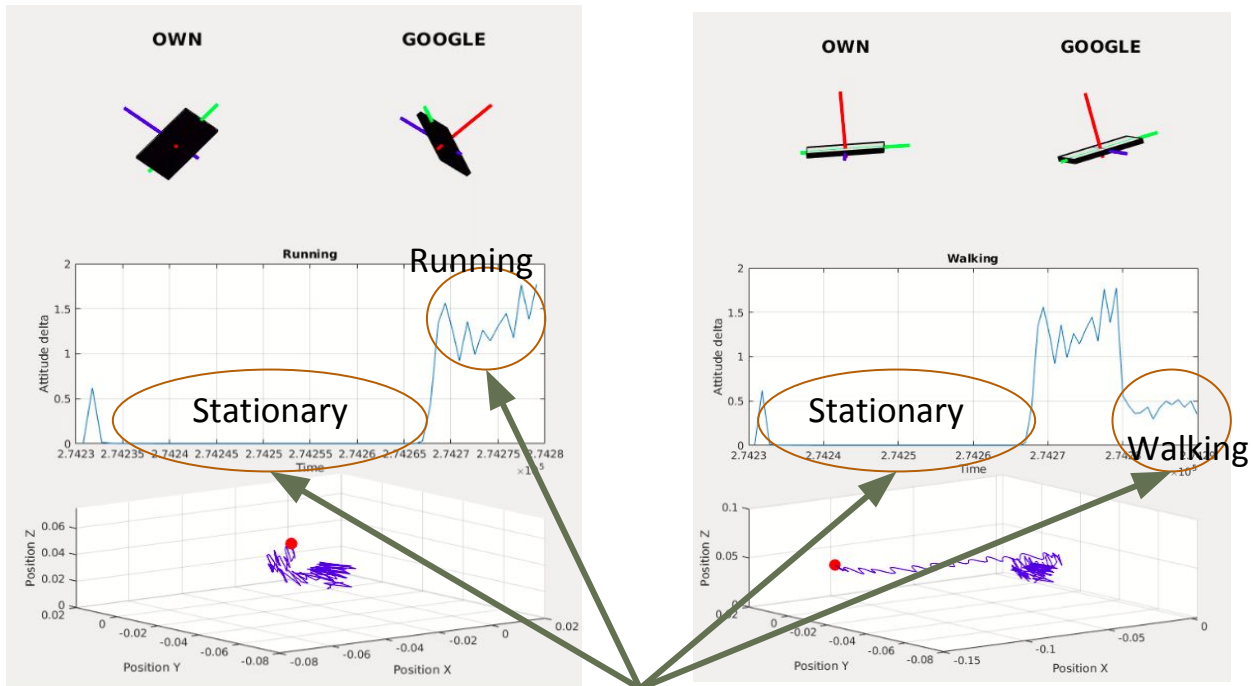 OWN GOOGLE
Running
Running
2
1.5
1
0.5
0
Attitude delta
Stationary
2.7423 2.74235 2.7424 2.74245 2.7425 2.74255 2.7426 2.74265 2.7427 2.74275 2.7428
Time
×10
0.06
0.04
0.02
0
Position Z
0.02
0
-0.02
-0.04
-0.06
-0.08
Position Y
-0.08
-0.06
-0.04
-0.02
0
0.02
Position X
OWN GOOGLE
Walking
2
1.5
1
0.5
0
Attitude delta
Stationary
Walking
2.7423 2.7424 2.7425 2.7426 2.7427
Time
×10
0.1
0.05
Position Z
0.02
0
-0.02
-0.04
-0.06
-0.08
Position Y
-0.15
-0.1
-0.05
0
Position X